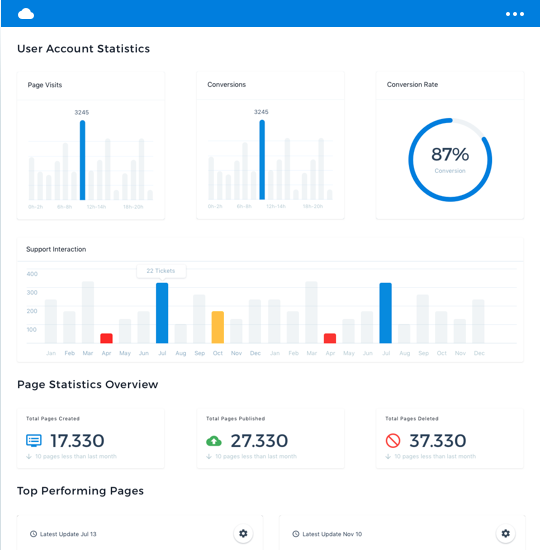 User Account Statistics
Page Visits
Conversions
Conversion Rate
3245
3245
87%
Conversion
0h-2h 6h-8h 12h-14h 18h-20h
0h-2h 6h-8h 12h-14h 18h-20h
Support Interaction
22 Tickets
400
300
200
100
Jan Feb Mar Apr May Jun Jul Aug Sep Oct Nov Dec Jan Feb Mar Apr May Jun Jul Aug Sep Oct Nov Dec
Page Statistics Overview
Total Pages Created
Total Pages Published
Total Pages Deleted
17.330
27.330
37.330
10 pages less than last month
10 pages less than last month
10 pages less than last month
Top Performing Pages
Latest Update Jul 13
Latest Update Nov 10